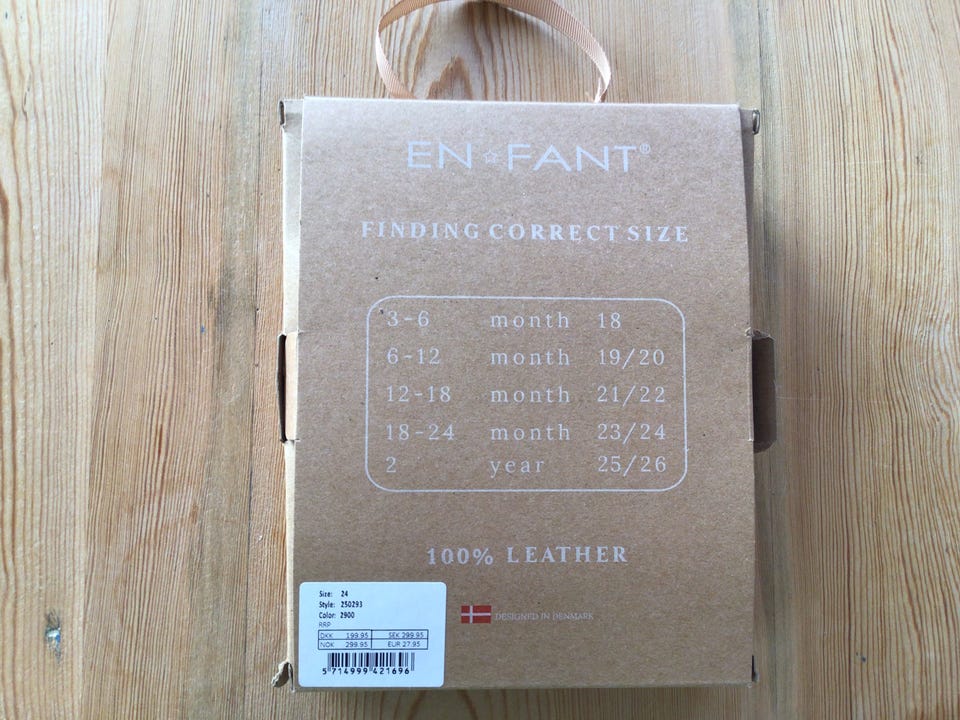 EN☆FANT®
FINDING CORRECT SIZE
3-6 month 18
6-12 month 19/20
12-18 month 21/22
18-24 month 23/24
2 year 25/26
100% LEATHER
DESIGNED IN DENMARK
Size: 24
Style: 250293
Color: 2900
RRP
DKK 199.95 SEK 299.95
NOK 299.95 EUR 27.95
5 714999 421696